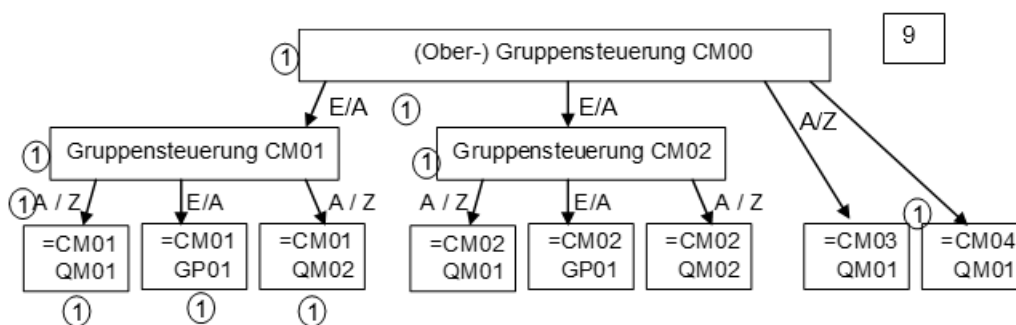 9
① (Ober-) Gruppensteuerung CM00
E/A ① E/A A/Z
① Gruppensteuerung CM01 ① Gruppensteuerung CM02
① A / Z E/A A / Z A / Z E/A A / Z
=CM01 =CM01 =CM01 =CM02 =CM02 =CM02 =CM03 ① =CM04
QM01 GP01 QM02 QM01 GP01 QM02 QM01 QM01
① ① ①